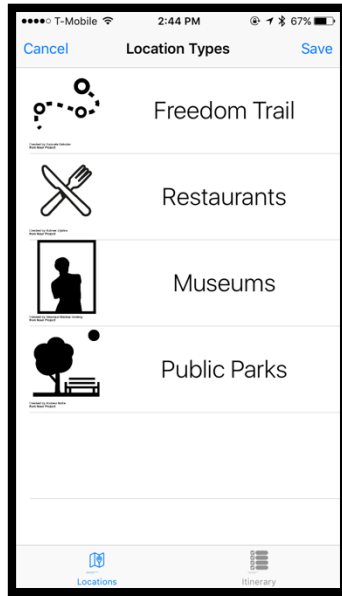 T-Mobile 2:44 PM 67%
Cancel Location Types Save
Freedom Trail
Restaurants
Museums
Public Parks
Locations Itinerary